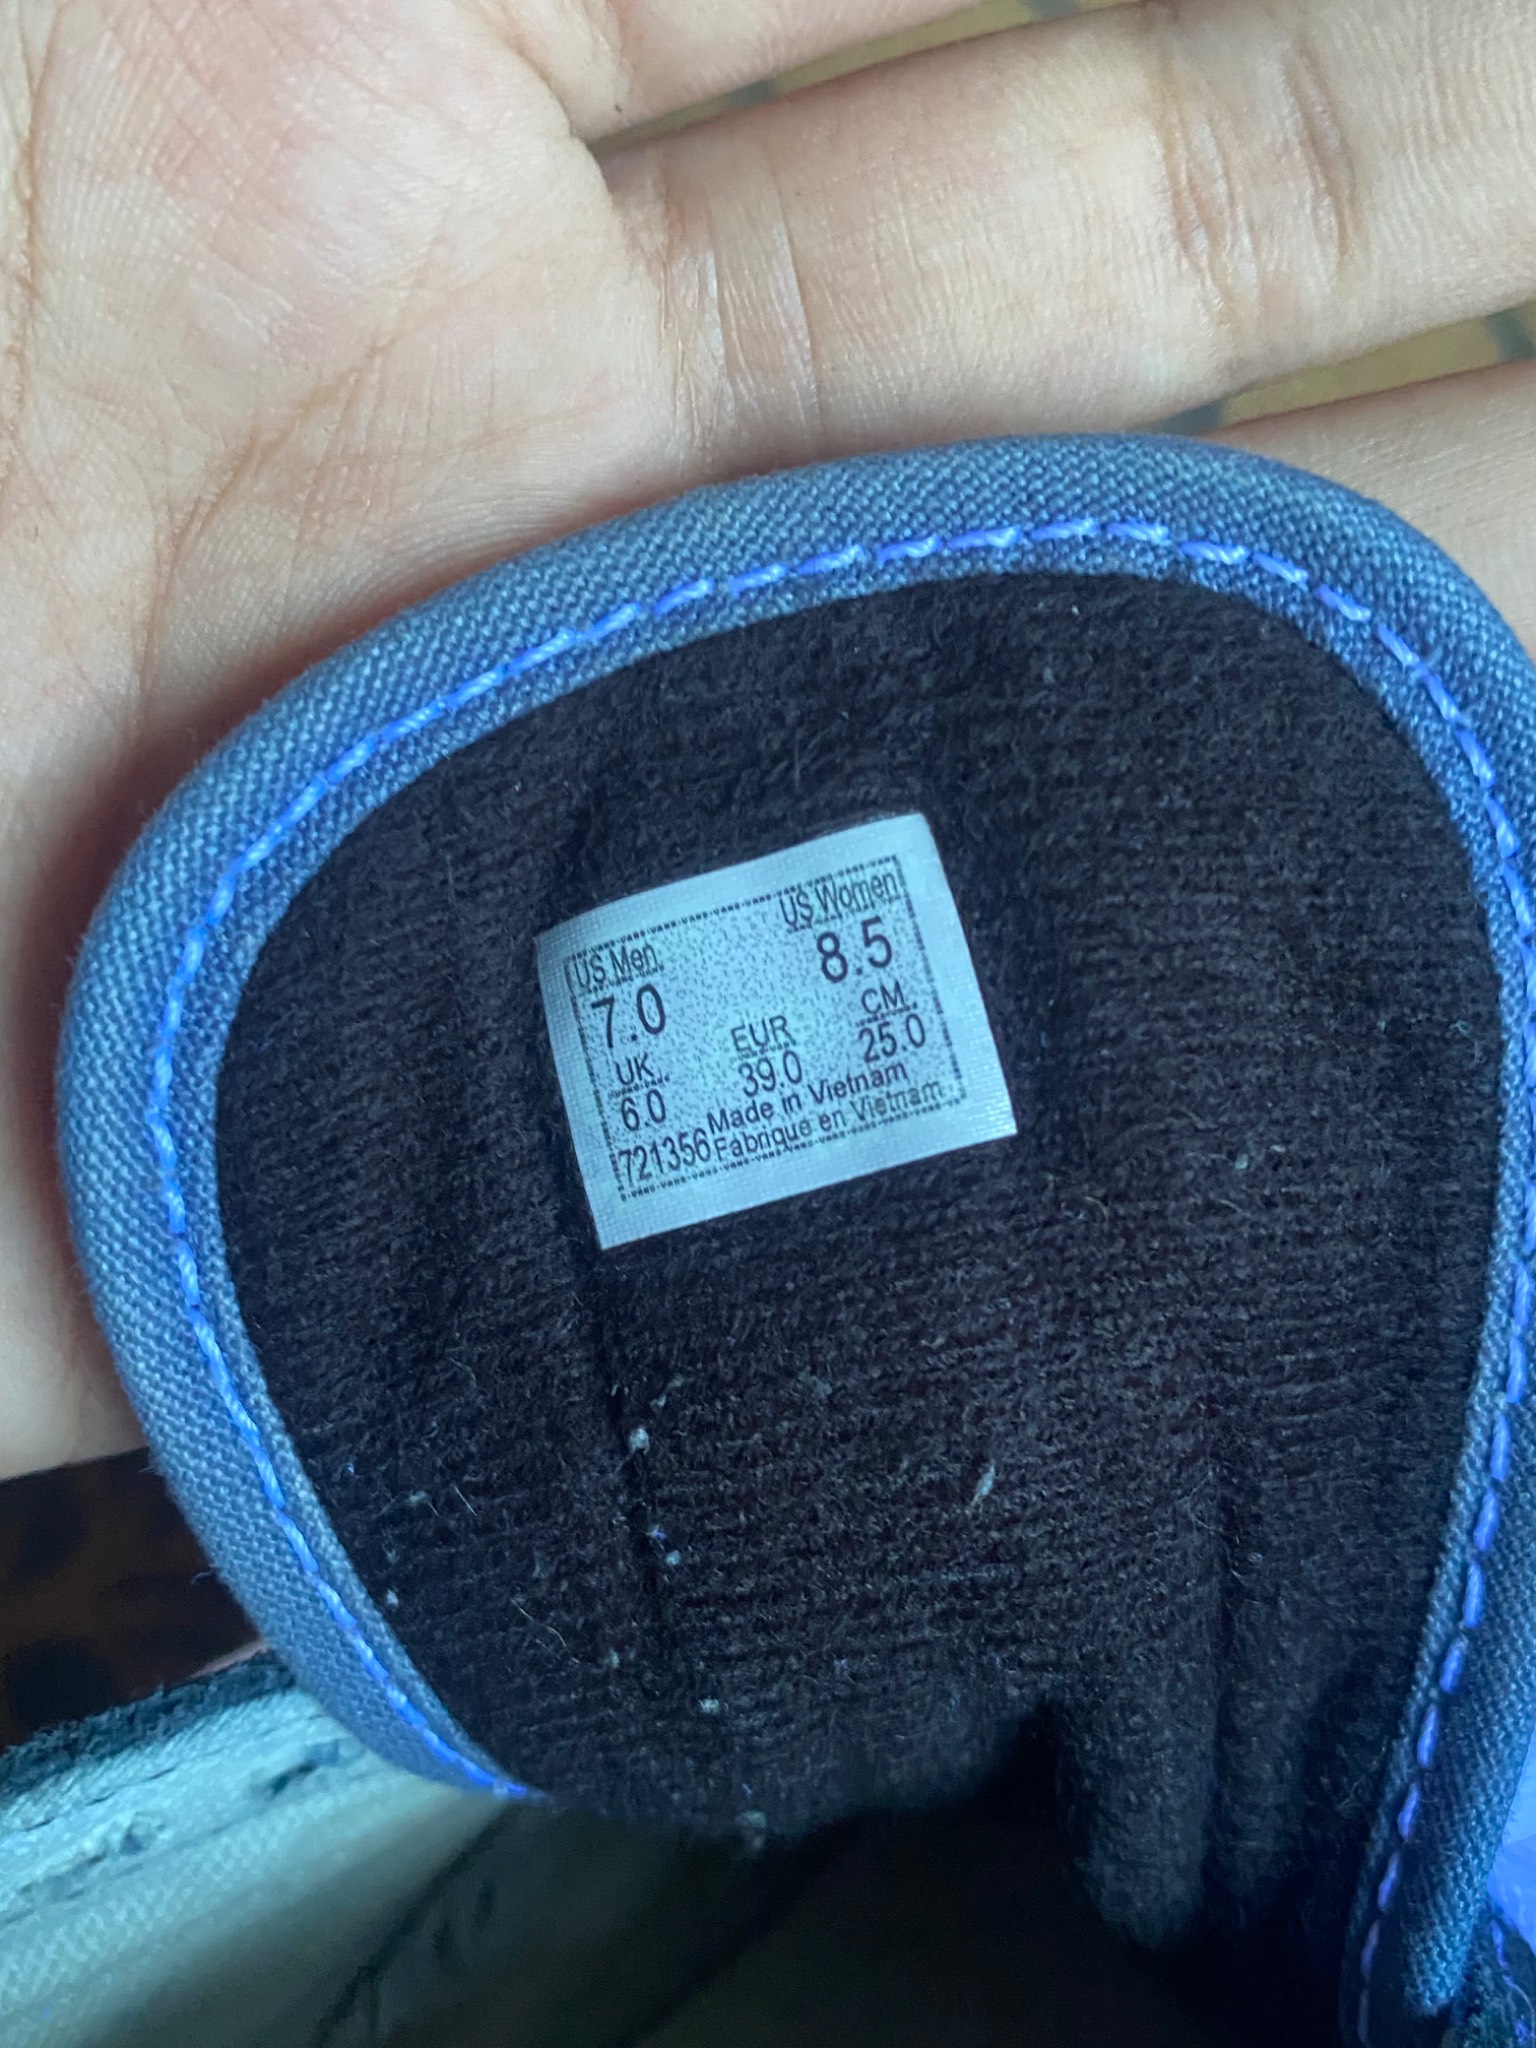 US Men US Women
7.0 8.5
UK EUR CM
6.0 39.0 25.0
721356 Made in Vietnam
Fabrique en Vietnam